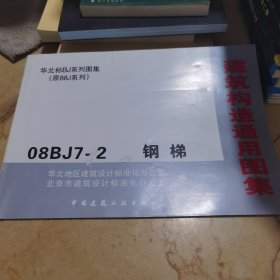 华北标BJ系列图集
（原88J系列）
建筑构造通用图集
08BJ7-2 钢梯
华北地区建筑设计标准化办公室
北京市建筑设计标准化办公室
中国建筑工业出版社